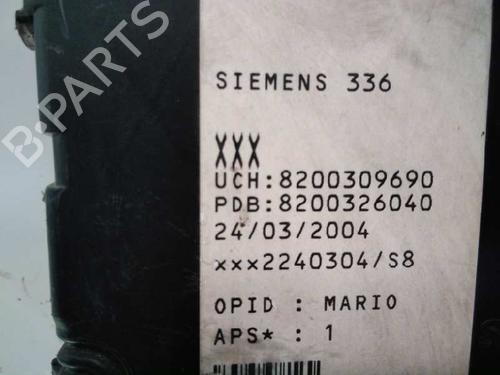 SIEMENS 336
XXX
UCH:8200309690
PDB:8200326040
24/03/2004
xxx2240304/S8
OPID : MARIO
APS* : 1
B-PARTS